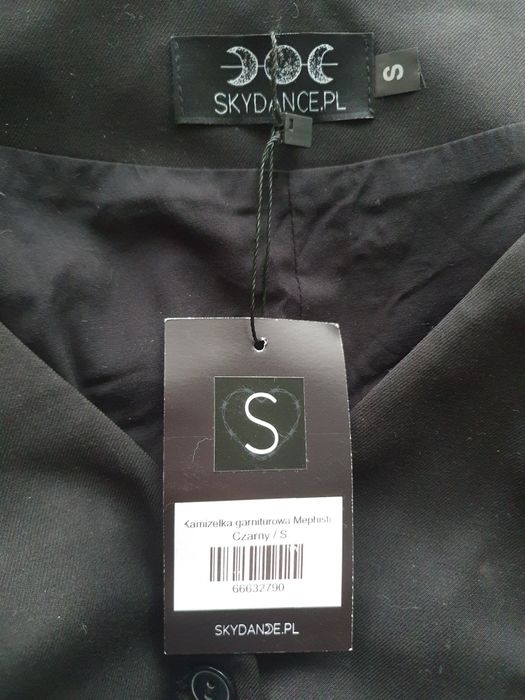 SKYDANCE.PL
S
S
Kamizelka garniturowa Mephisto
Czarny / S
66632790
SKYDANCE.PL